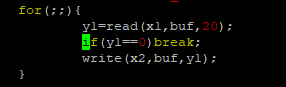 for(;;){
y1=read(x1,buf,20);
if(y1==0)break;
write(x2,buf,y1);
}